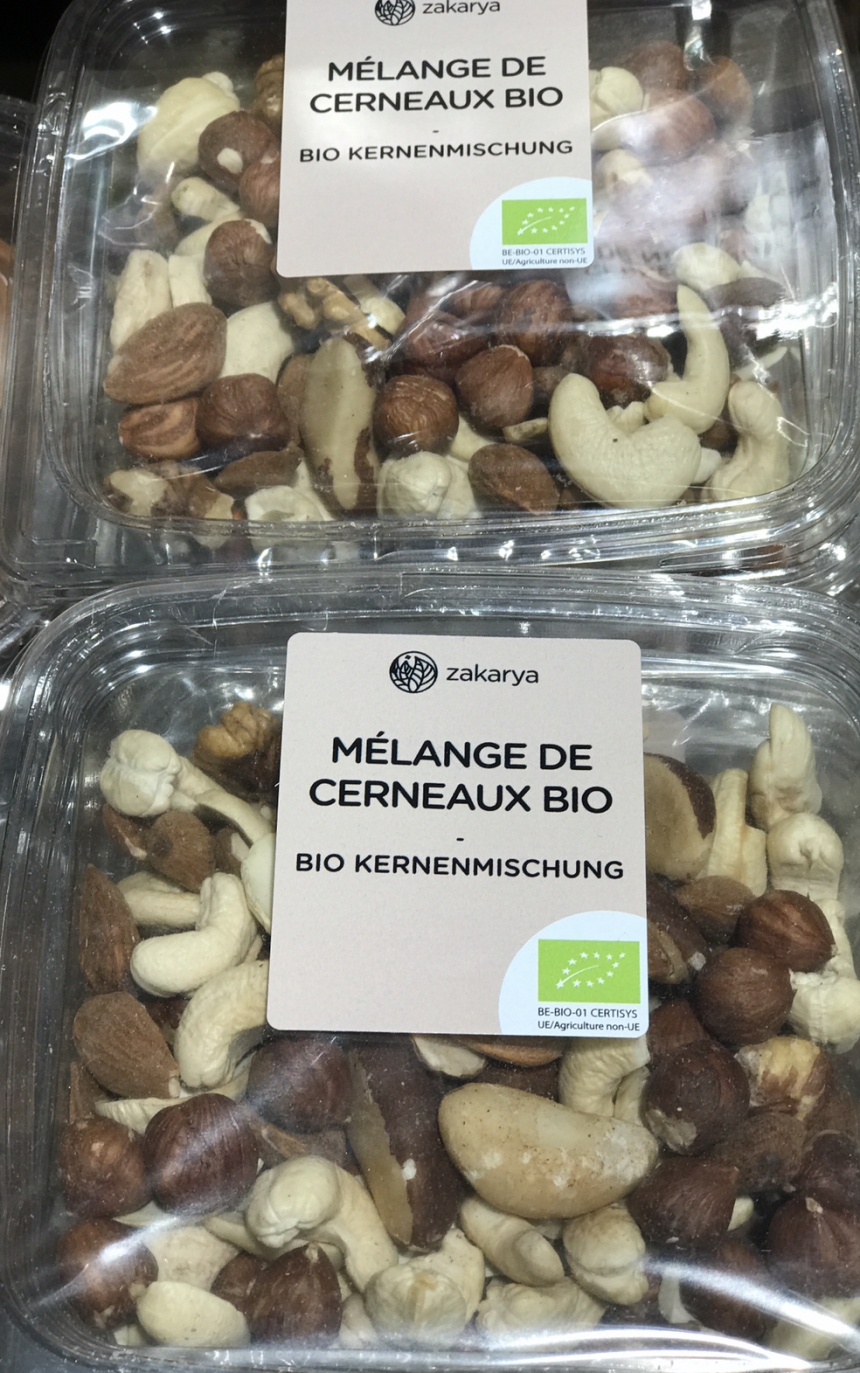 zakarya
MÉLANGE DE
CERNEAUX BIO
-
BIO KERNENMISCHUNG
BE-BIO-01 CERTISYS
UE/Agriculture non-UE
zakarya
MÉLANGE DE
CERNEAUX BIO
-
BIO KERNENMISCHUNG
BE-BIO-01 CERTISYS
UE/Agriculture non-UE